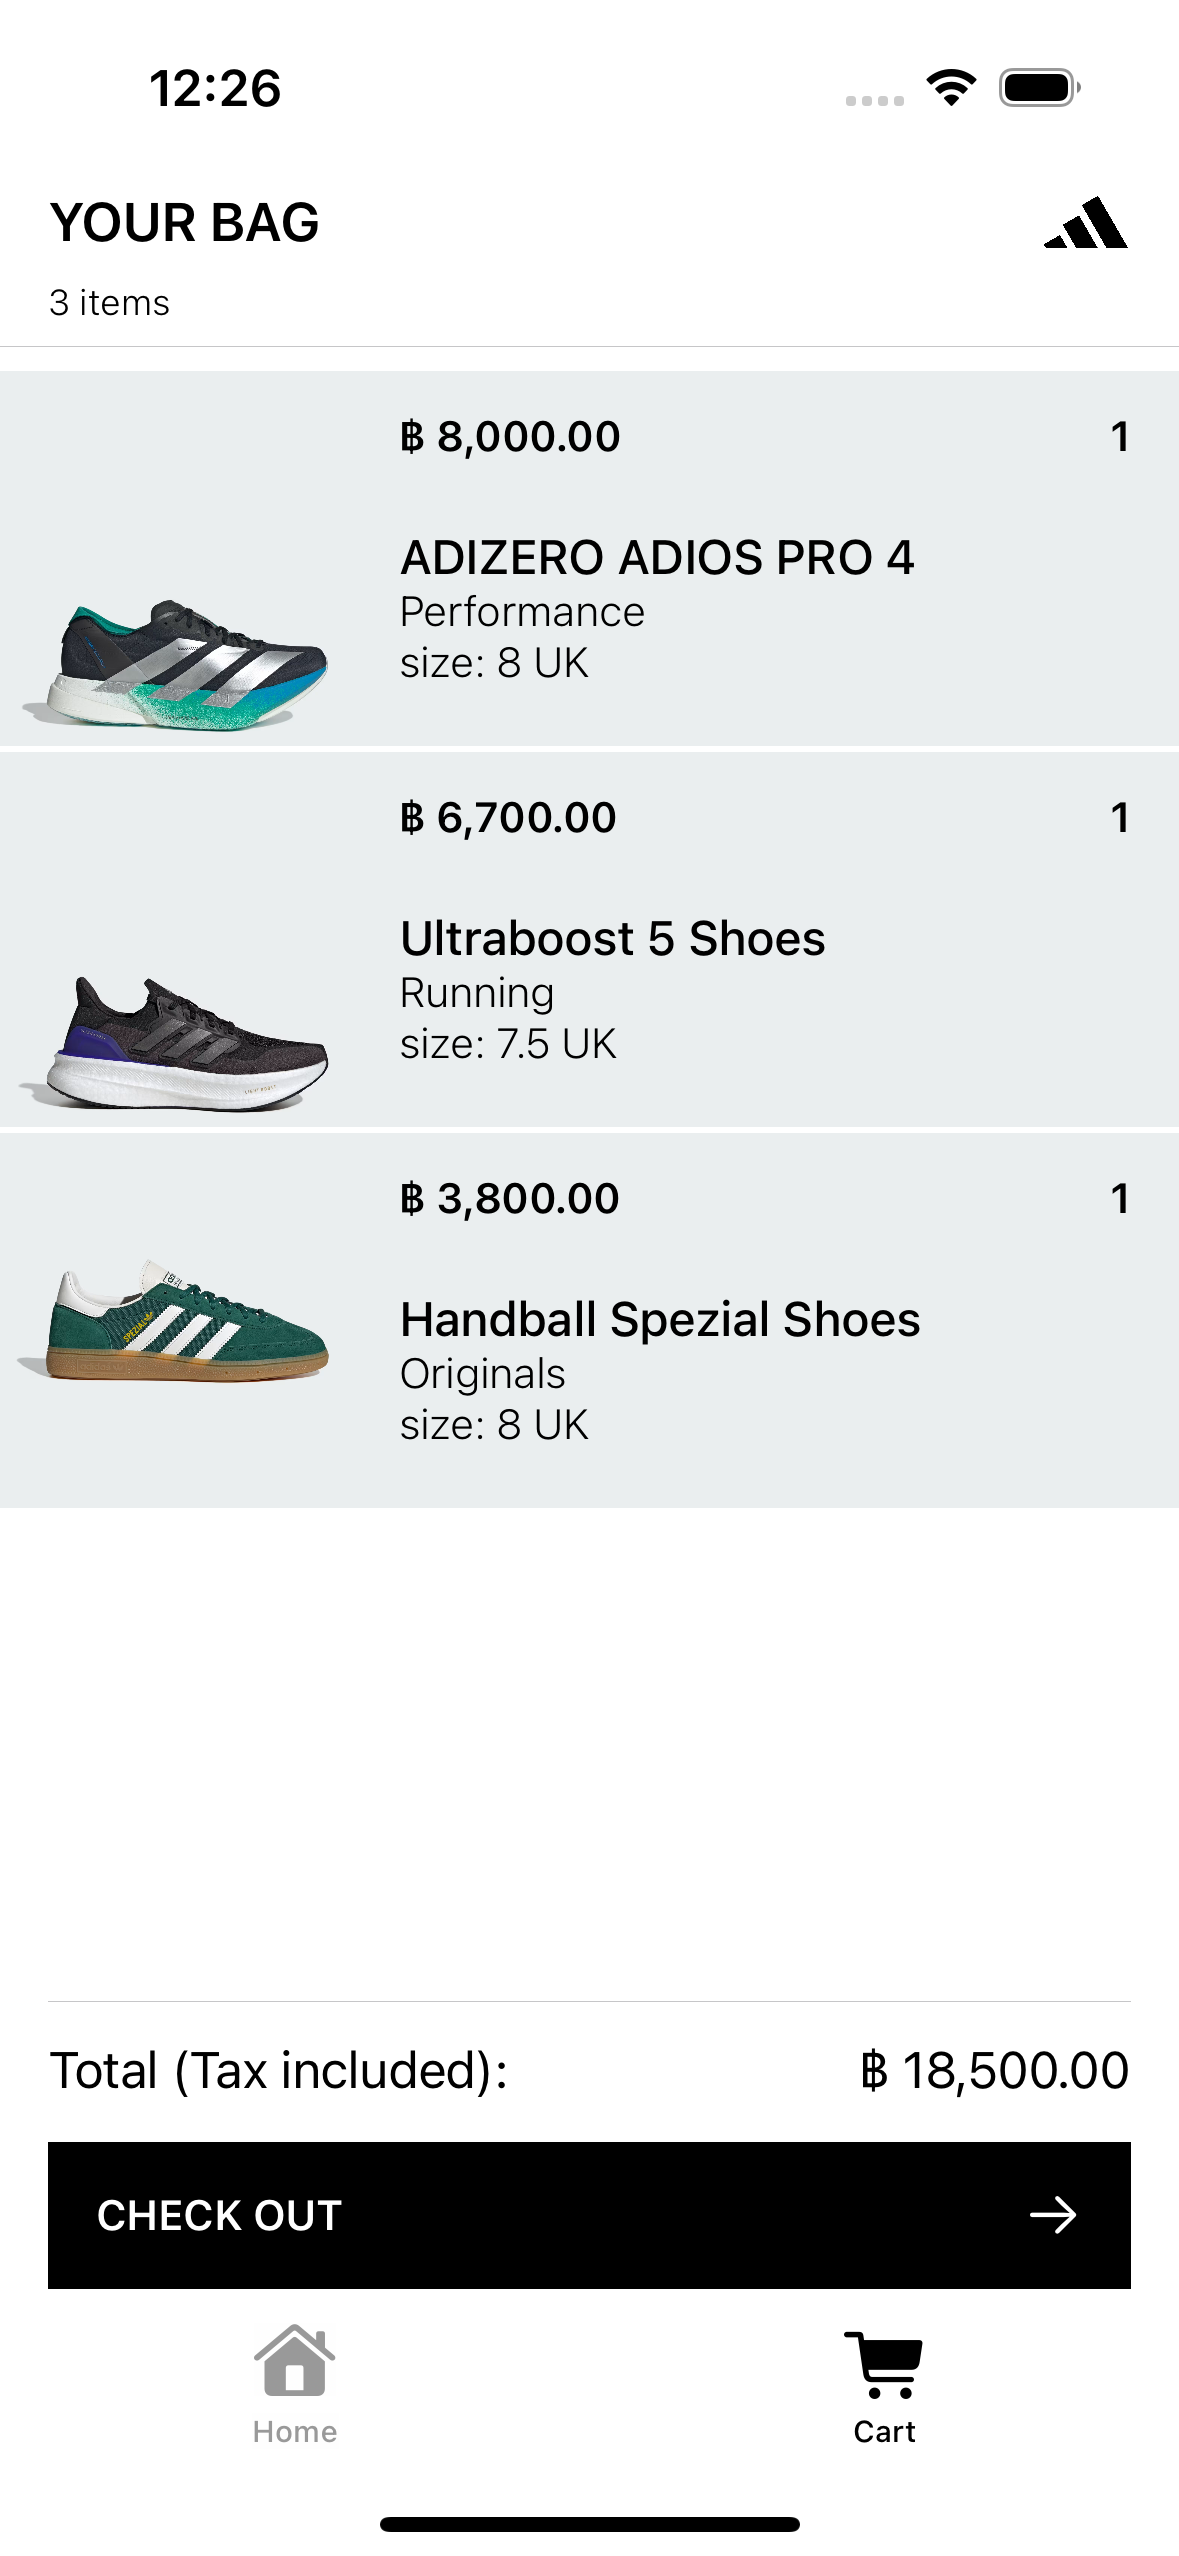 12:26
YOUR BAG
3 items
฿ 8,000.00 1
ADIZERO ADIOS PRO 4
Performance
size: 8 UK
฿ 6,700.00 1
Ultraboost 5 Shoes
Running
size: 7.5 UK
฿ 3,800.00 1
SPEZIAL
Handball Spezial Shoes
Originals
size: 8 UK
Total (Tax included): ฿ 18,500.00
CHECK OUT
Home Cart